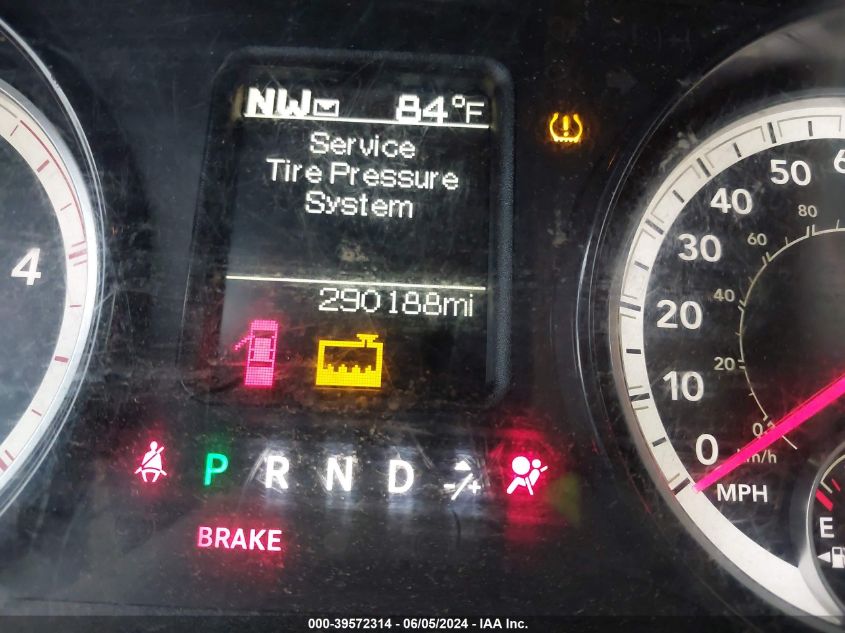 NW 84°F
Service
Tire Pressure
System
290188mi
4
50
40
30
20
10
0
MPH
80
60
40
20
0
km/h
P R N D -/+
BRAKE
E
000-39572314 - 06/05/2024 - IAA Inc.